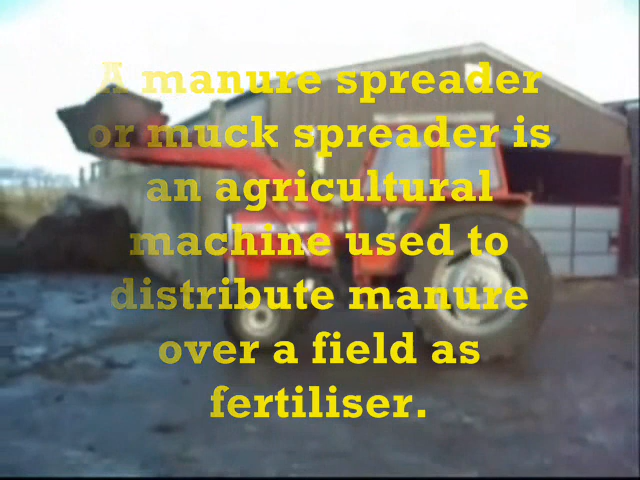 A manure spreader
or muck spreader is
an agricultural
machine used to
distribute manure
over a field as
fertiliser.